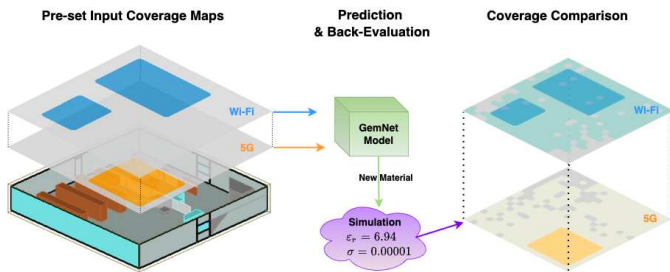 Pre-set Input Coverage Maps
Prediction
& Back-Evaluation
Coverage Comparison
Wi-Fi
5G
GemNet
Model
New Material
Simulation
εᵣ = 6.94
σ = 0.00001
Wi-Fi
5G